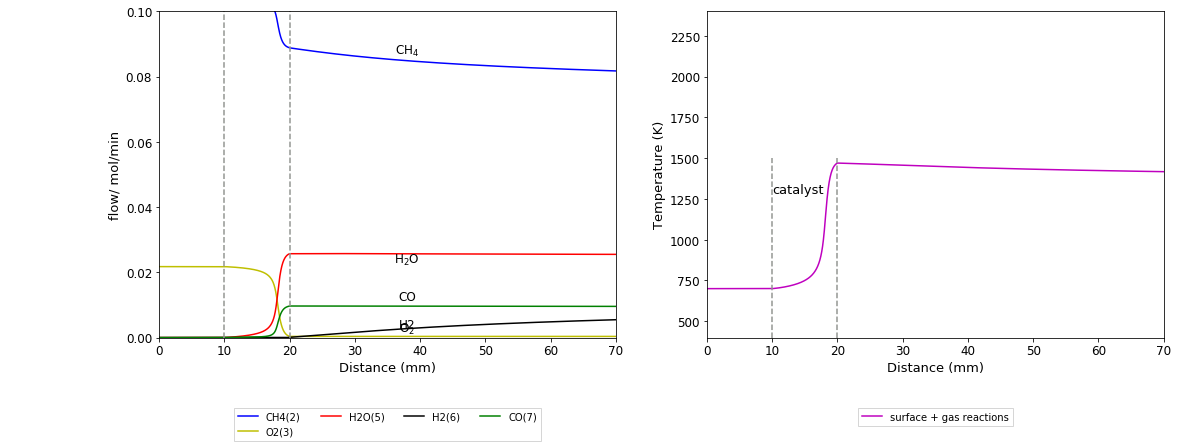 0.10
0.08
0.06
0.04
0.02
0.00
flow/ mol/min
CH₄
H₂O
CO
H2
O₂
0 10 20 30 40 50 60 70
Distance (mm)
CH4(2) H2O(5) H2(6) CO(7)
O2(3)
2250
2000
1750
1500
1250
1000
750
500
Temperature (K)
catalyst
0 10 20 30 40 50 60 70
Distance (mm)
surface + gas reactions